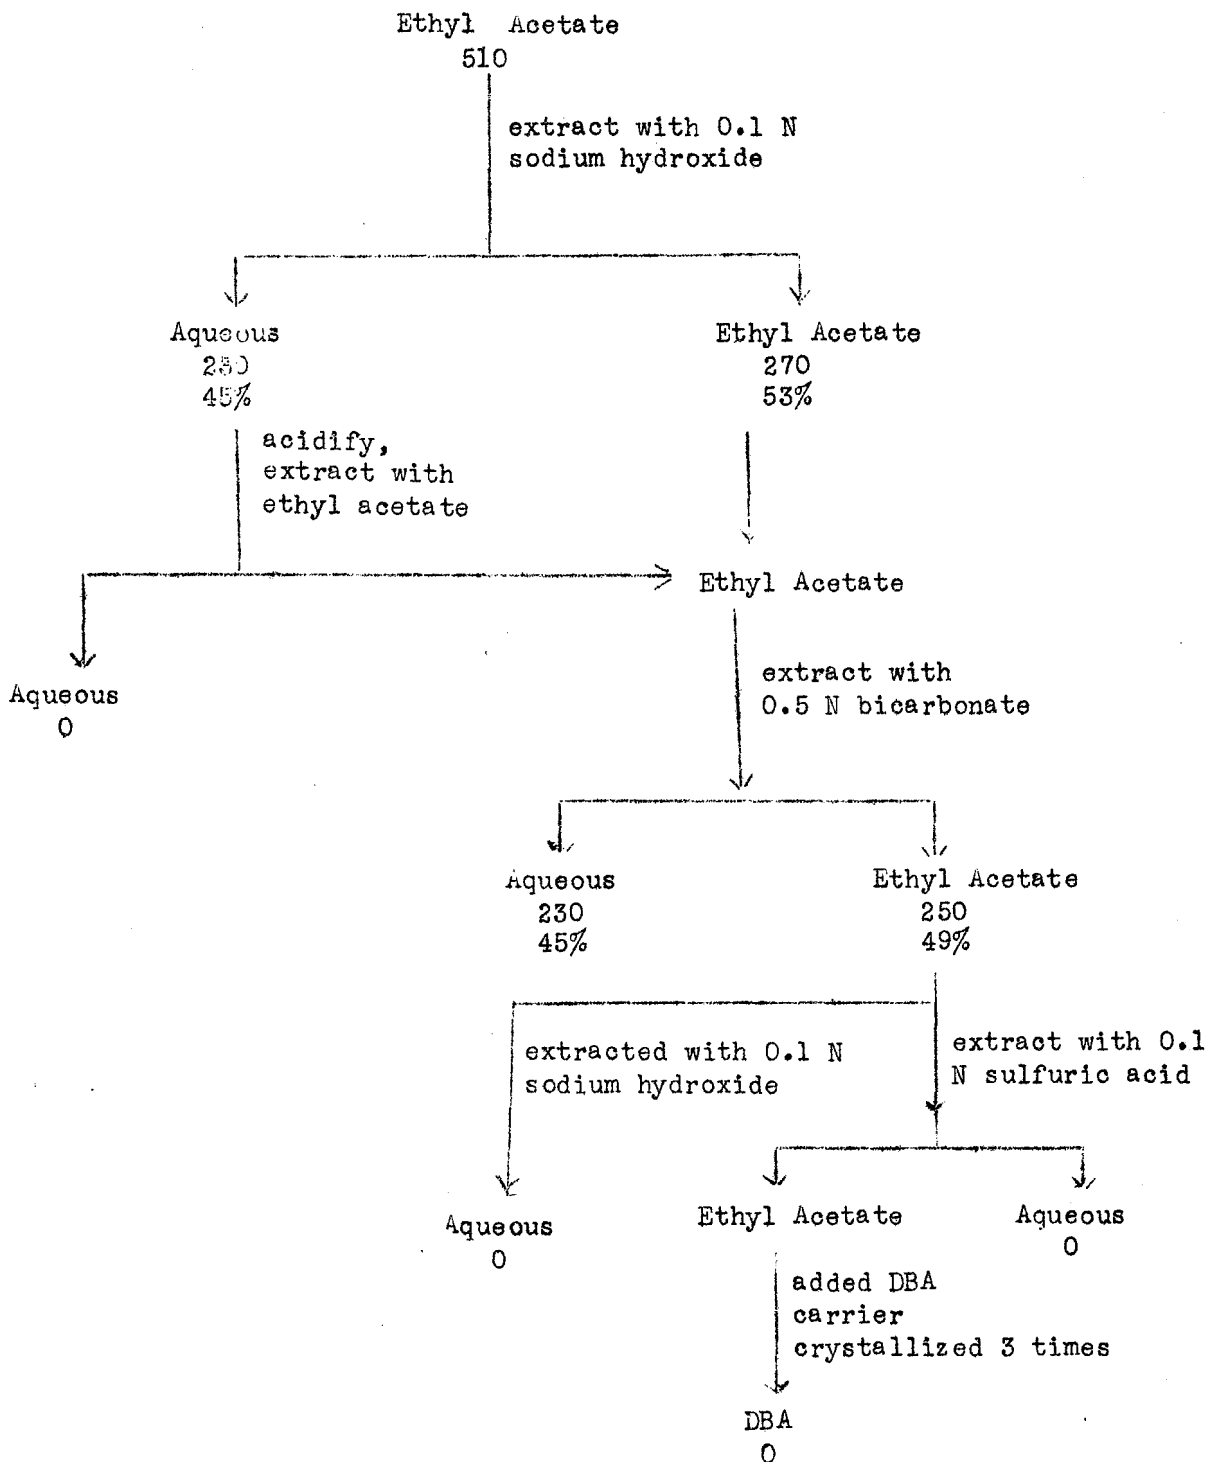 Ethyl Acetate
510
extract with 0.1 N
sodium hydroxide
Aqueous
230
45%
Ethyl Acetate
270
53%
acidify,
extract with
ethyl acetate
Ethyl Acetate
Aqueous
0
extract with
0.5 N bicarbonate
Aqueous
230
45%
Ethyl Acetate
250
49%
extracted with 0.1 N
sodium hydroxide
extract with 0.1
N sulfuric acid
Aqueous
0
Ethyl Acetate
Aqueous
0
added DBA
carrier
crystallized 3 times
DBA
0